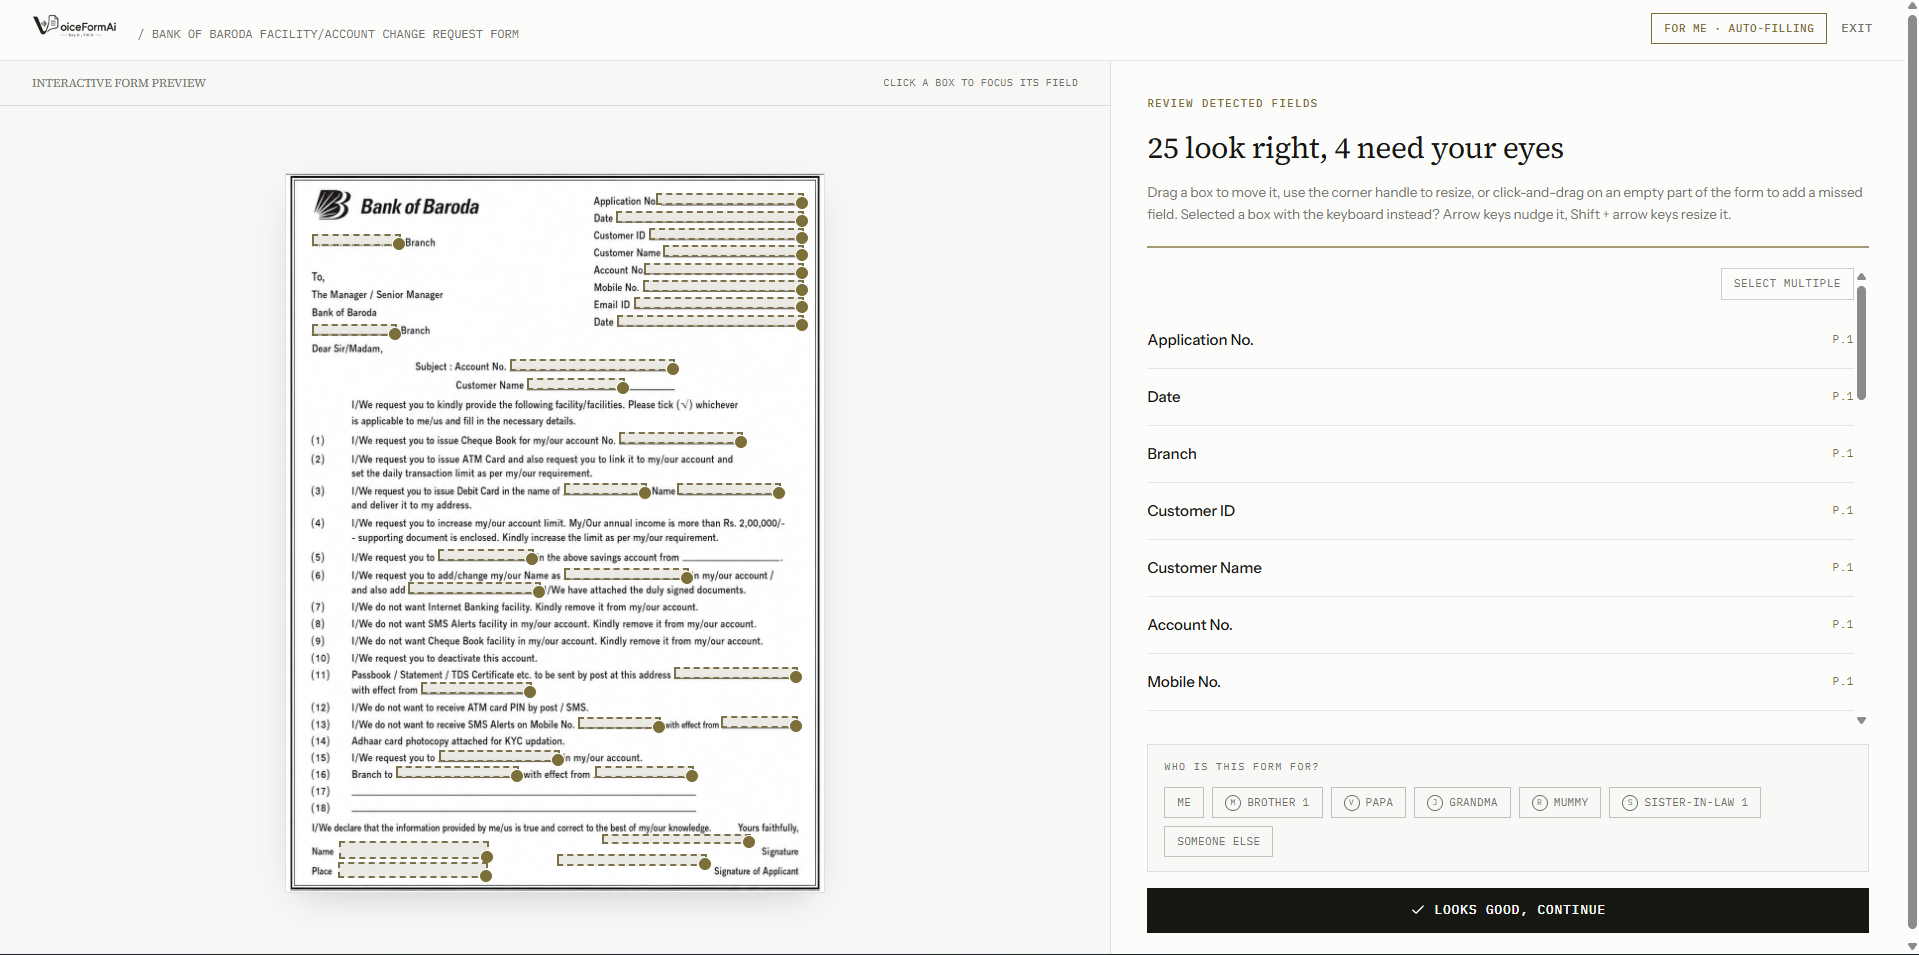 VoiceFormAi
/ BANK OF BARODA FACILITY/ACCOUNT CHANGE REQUEST FORM
FOR ME · AUTO-FILLING
EXIT
INTERACTIVE FORM PREVIEW
CLICK A BOX TO FOCUS ITS FIELD
Bank of Baroda
Branch
To,
The Manager / Senior Manager
Bank of Baroda
Branch
Dear Sir/Madam,
Application No.
Date
Customer ID
Customer Name
Account No.
Mobile No.
Email ID
Date
Subject : Account No.
Customer Name
I/We request you to kindly provide the following facility/facilities. Please tick (√) whichever
is applicable to me/us and fill in the necessary details.
(1) I/We request you to issue Cheque Book for my/our account No.
(2) I/We request you to issue ATM Card and also request you to link it to my/our account and
set the daily transaction limit as per my/our requirement.
(3) I/We request you to issue Debit Card in the name of Name
and deliver it to my address.
(4) I/We request you to increase my/our account limit. My/Our annual income is more than Rs. 2,00,000/-
- supporting document is enclosed. Kindly increase the limit as per my/our requirement.
(5) I/We request you to in the above savings account from
(6) I/We request you to add/change my/our Name as in my/our account /
and also add I/We have attached the duly signed documents.
(7) I/We do not want Internet Banking facility. Kindly remove it from my/our account.
(8) I/We do not want SMS Alerts facility in my/our account. Kindly remove it from my/our account.
(9) I/We do not want Cheque Book facility in my/our account. Kindly remove it from my/our account.
(10) I/We request you to deactivate this account.
(11) Passbook / Statement / TDS Certificate etc. to be sent by post at this address
with effect from
(12) I/We do not want to receive ATM card PIN by post / SMS.
(13) I/We do not want to receive SMS Alerts on Mobile No. with effect from
(14) Adhaar card photocopy attached for KYC updation.
(15) I/We request you to in my/our account.
(16) Branch to with effect from
(17)
(18)
I/We declare that the information provided by me/us is true and correct to the best of my/our knowledge. Yours faithfully,
Name
Signature
Place
Signature of Applicant
REVIEW DETECTED FIELDS
25 look right, 4 need your eyes
Drag a box to move it, use the corner handle to resize, or click-and-drag on an empty part of the form to add a missed
field. Selected a box with the keyboard instead? Arrow keys nudge it, Shift + arrow keys resize it.
SELECT MULTIPLE
Application No. P.1
Date P.1
Branch P.1
Customer ID P.1
Customer Name P.1
Account No. P.1
Mobile No. P.1
WHO IS THIS FORM FOR?
ME
M BROTHER 1
V PAPA
J GRANDMA
R MUMMY
S SISTER-IN-LAW 1
SOMEONE ELSE
✓ LOOKS GOOD, CONTINUE